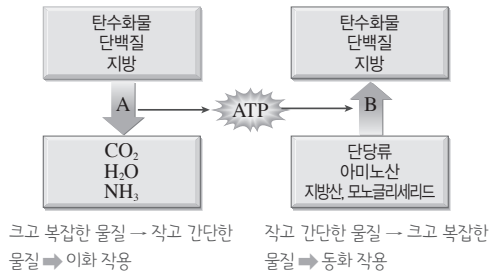 탄수화물
단백질
지방
탄수화물
단백질
지방
A
ATP
B
CO₂
H₂O
NH₃
단당류
아미노산
지방산, 모노글리세리드
크고 복잡한 물질 → 작고 간단한
물질 ➡ 이화 작용
작고 간단한 물질 → 크고 복잡한
물질 ➡ 동화 작용